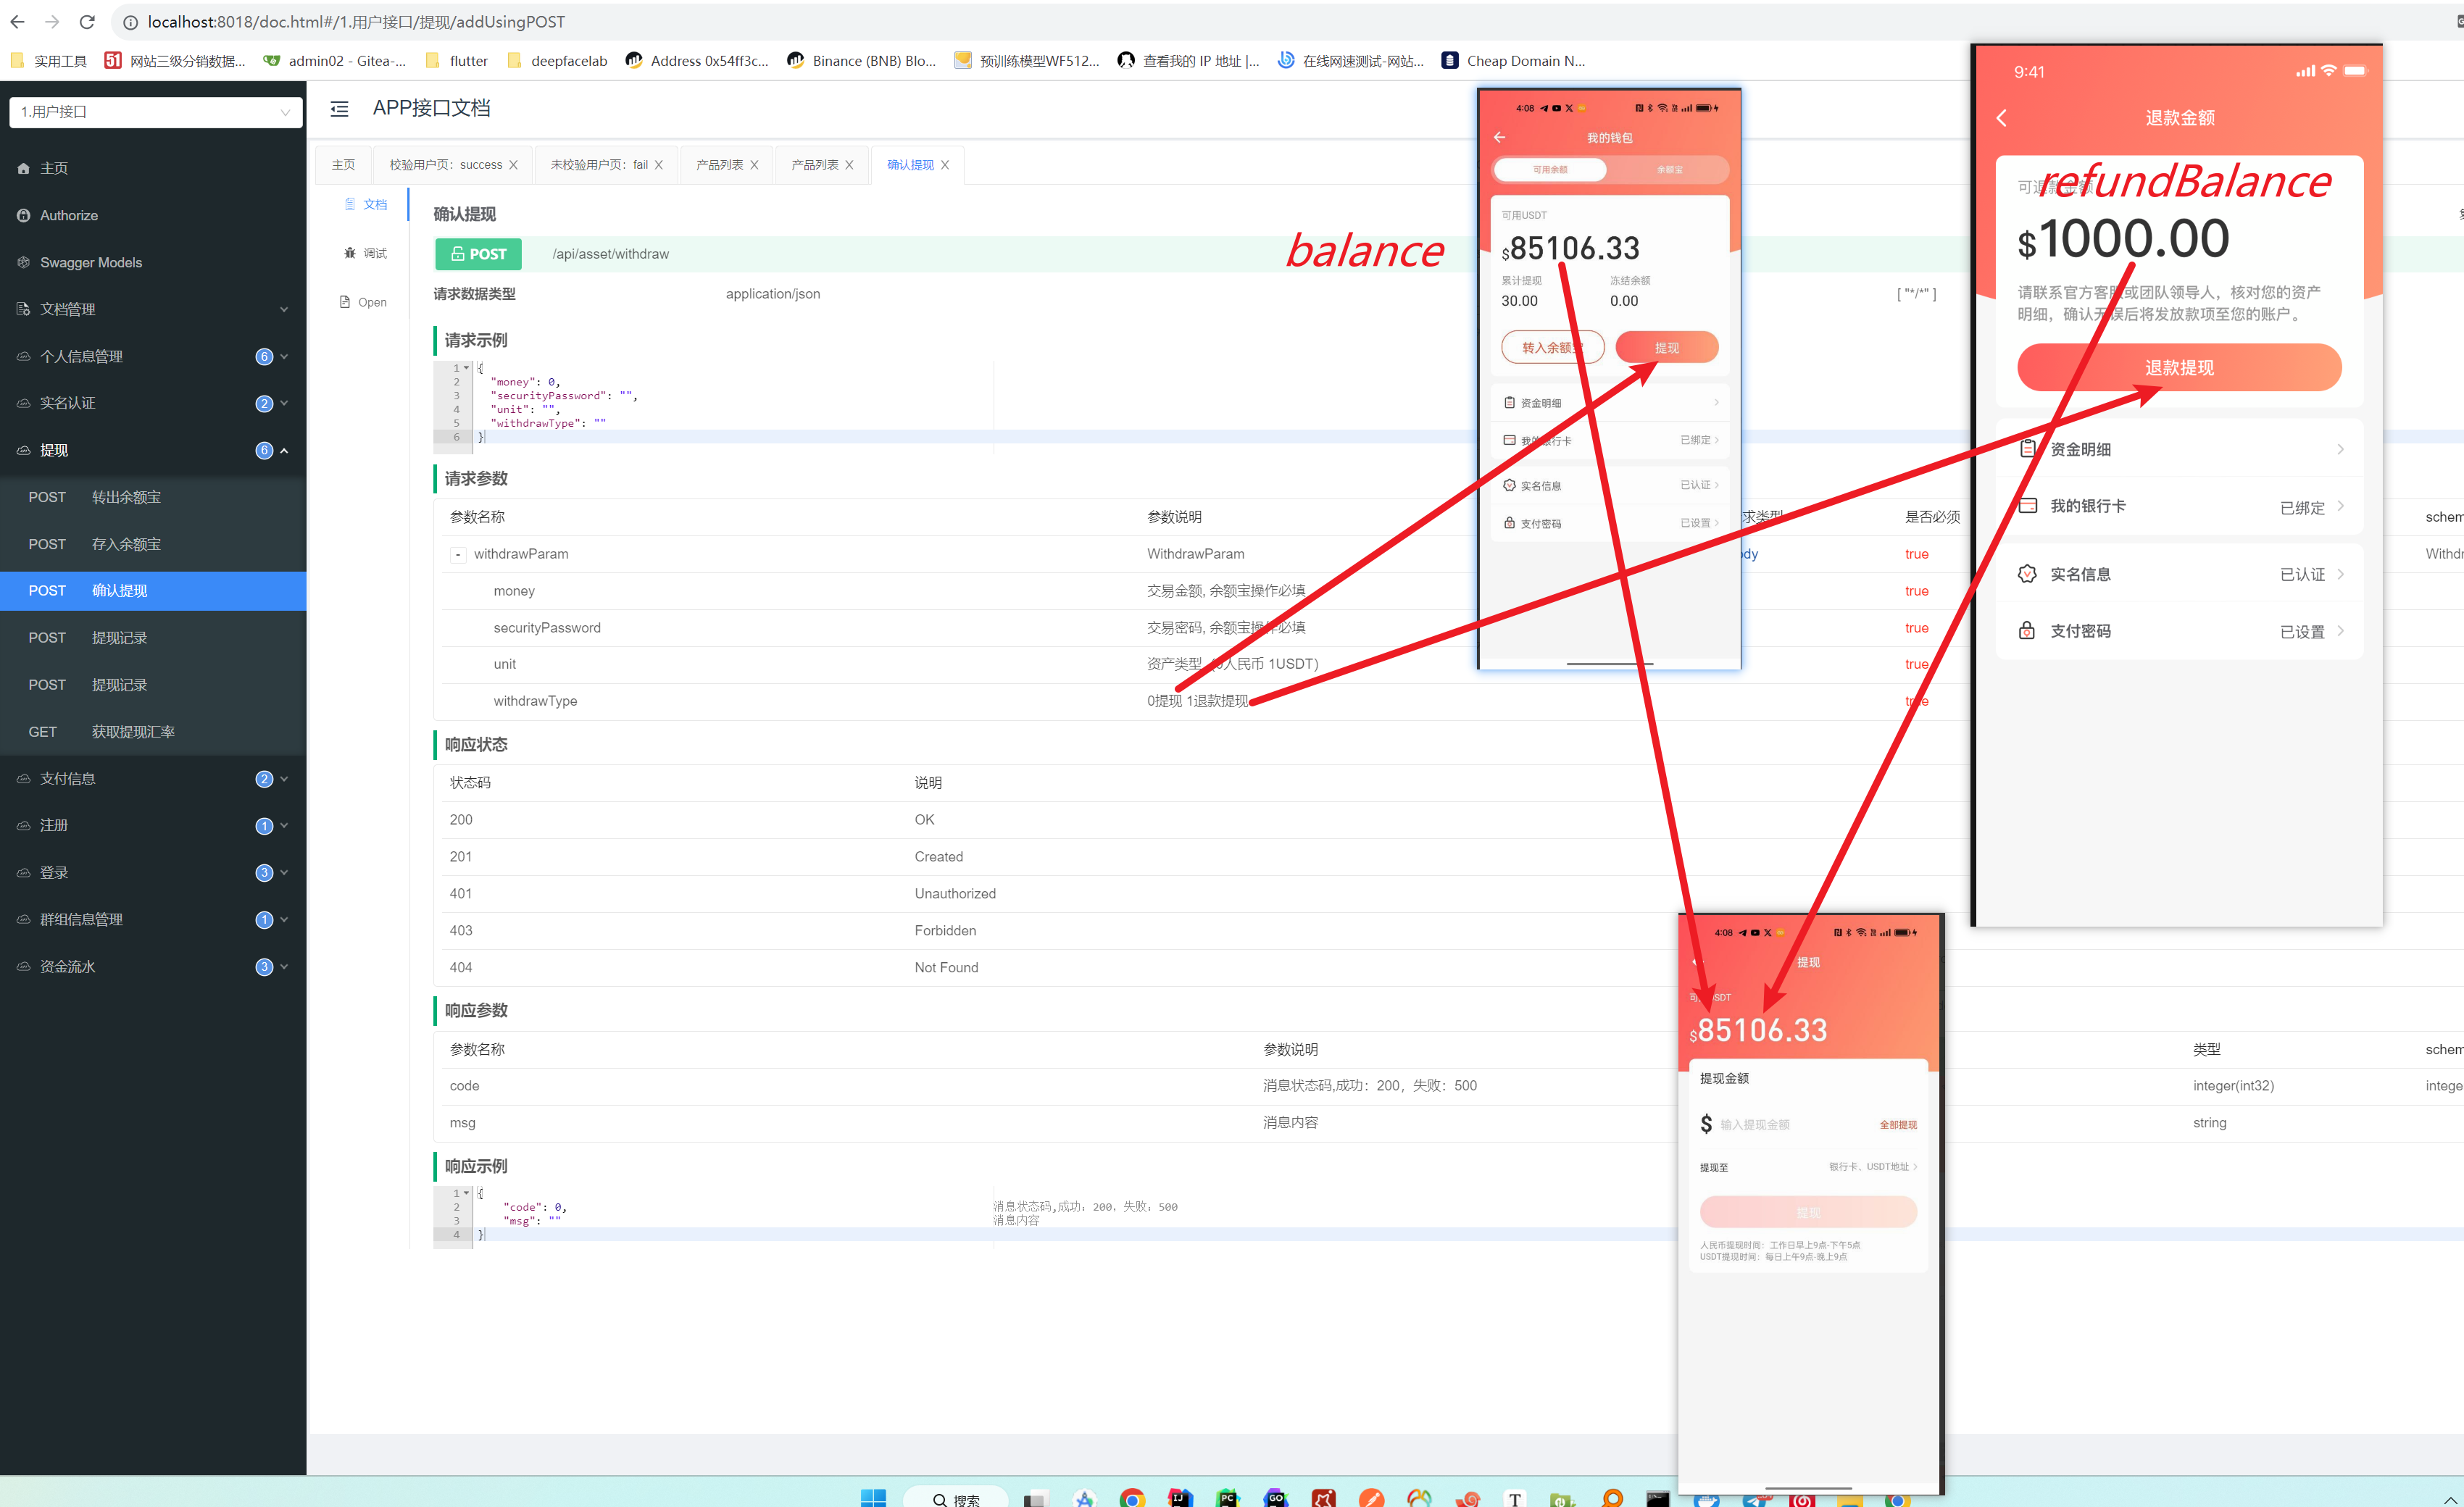 localhost:8018/doc.html#/1.用户接口/提现/addUsingPOST
实用工具
网站三级分销数据...
admin02 - Gitea-...
flutter
deepfacelab
Address 0x54ff3c...
Binance (BNB) Blo...
预训练模型WF512...
查看我的 IP 地址 |...
在线网速测试-网站...
Cheap Domain N...
1.用户接口
主页
Authorize
Swagger Models
文档管理
个人信息管理 6
实名认证 2
提现 6
POST 转出余额宝
POST 存入余额宝
POST 确认提现
POST 提现记录
POST 提现记录
GET 获取提现汇率
支付信息 2
注册 1
登录 3
群组信息管理 1
资金流水 3
APP接口文档
主页
校验用户页：success X
未校验用户页：fail X
产品列表 X
产品列表 X
确认提现 X
文档
调试
Open
确认提现
POST /api/asset/withdraw
请求数据类型 application/json [ "*/*" ]
请求示例
1 {
2 "money": 0,
3 "securityPassword": "",
4 "unit": "",
5 "withdrawType": ""
6 }
请求参数
参数名称 参数说明 求类型 是否必须 schem
withdrawParam WithdrawParam true Withd
money 交易金额, 余额宝操作必填 true
securityPassword 交易密码, 余额宝操作必填 true
unit 资产类型（0人民币 1USDT) true
withdrawType 0提现 1退款提现 true
响应状态
状态码 说明
200 OK
201 Created
401 Unauthorized
403 Forbidden
404 Not Found
响应参数
参数名称 参数说明 类型 schem
code 消息状态码,成功：200，失败：500 integer(int32) intege
msg 消息内容 string
响应示例
1 {
2 "code": 0, 消息状态码,成功：200，失败：500
3 "msg": "" 消息内容
4 }
balance
4:08
我的钱包
可用余额 余额宝
可用USDT
$85106.33
累计提现 冻结余额
30.00 0.00
转入余额宝 提现
资金明细
我的银行卡 已绑定
实名信息 已认证
支付密码 已设置
9:41
退款金额
可退款金额
refundBalance
$1000.00
请联系官方客服或团队领导人，核对您的资产
明细，确认无误后将发放款项至您的账户。
退款提现
资金明细
我的银行卡 已绑定
实名信息 已认证
支付密码 已设置
4:08
提现
可用USDT
$85106.33
提现金额
$ 输入提现金额 全部提现
提现至 银行卡、USDT地址
提现
人民币提现时间：工作日早上9点-下午5点
USDT提现时间：每日上午9点-晚上9点
搜索